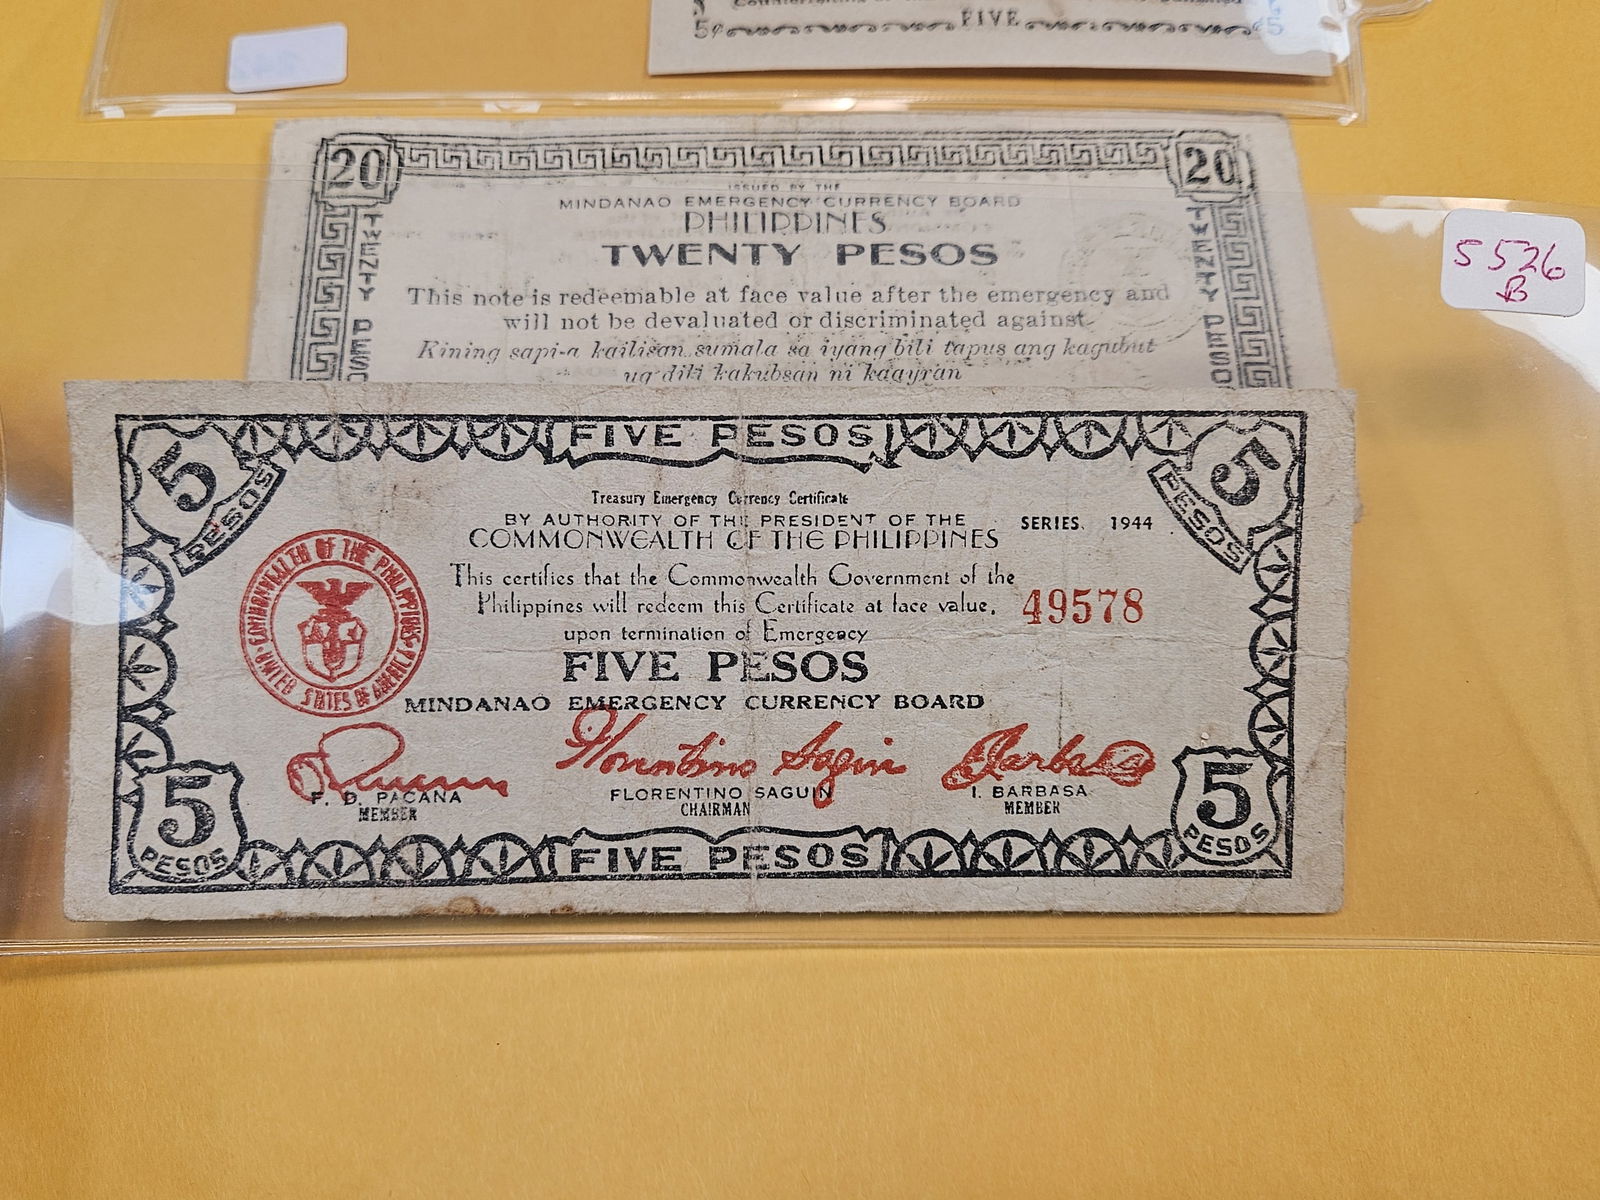 5¢ FIVE 5
20 20
ISSUED BY THE
MINDANAO EMERGENCY CURRENCY BOARD
PHILIPPINES
TWENTY PESOS
TWENTY PESOS
TWENTY PESOS
This note is redeemable at face value after the emergency and
will not be devaluated or discriminated against
Kining sapi-a kailisan sumala sa iyang bili tapus ang kagubut
ug dili kakubsan ni kaayran
5526
B
5 PESOS
FIVE PESOS
5 PESOS
Treasury Emergency Currency Certificate
BY AUTHORITY OF THE PRESIDENT OF THE
SERIES 1944
COMMONWEALTH OF THE PHILIPPINES
This certifies that the Commonwealth Government of the
Philippines will redeem this Certificate at face value,
49578
upon termination of Emergency
FIVE PESOS
MINDANAO EMERGENCY CURRENCY BOARD
COMMONWEALTH OF THE PHILIPPINES
UNITED STATES OF AMERICA
Florentino Saguin
I Barbasa
F. D. PACANA
MEMBER
FLORENTINO SAGUIN
CHAIRMAN
I. BARBASA
MEMBER
5 PESOS
FIVE PESOS
5 PESOS